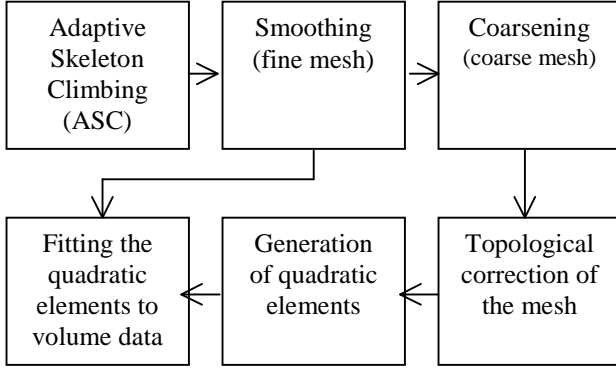 Adaptive
Skeleton
Climbing
(ASC)
Smoothing
(fine mesh)
Coarsening
(coarse mesh)
Fitting the
quadratic
elements to
volume data
Generation
of quadratic
elements
Topological
correction of
the mesh